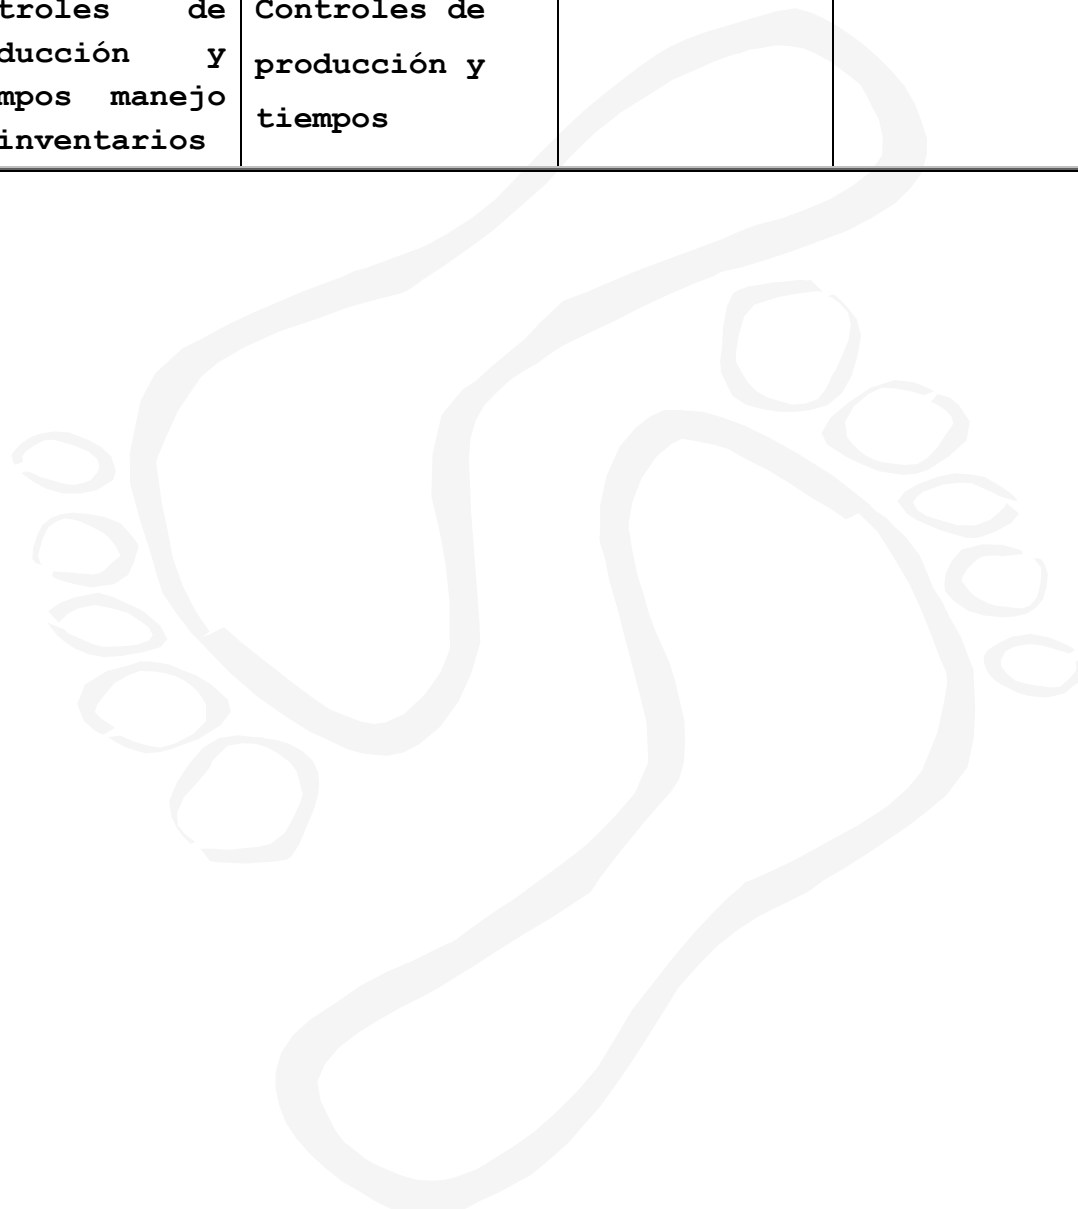 troles de
ducción y
mpos manejo
inventarios
Controles de
producción y
tiempos